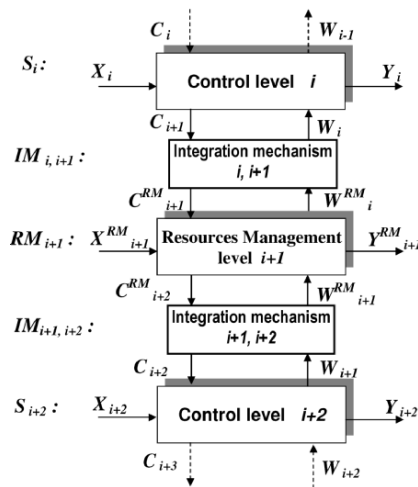 C i W i-1
S i : X i Control level i Y i
C i+1 W i
IM i, i+1 : Integration mechanism
i, i+1
C RM i+1 W RM i
RM i+1 : X RM i+1 Resources Management Y RM i+1
level i+1
C RM i+2 W RM i+1
IM i+1, i+2 : Integration mechanism
i+1, i+2
C i+2 W i+1
S i+2 : X i+2 Control level i+2 Y i+2
C i+3 W i+2